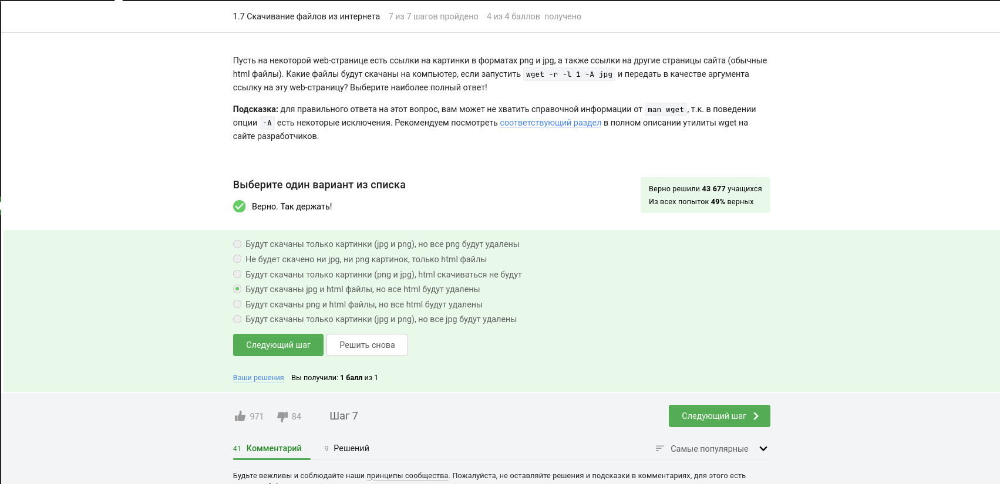 1.7 Скачивание файлов из интернета 7 из 7 шагов пройдено 4 из 4 баллов получено
Пусть на некоторой web-странице есть ссылки на картинки в форматах png и jpg, а также ссылки на другие страницы сайта (обычные
html файлы). Какие файлы будут скачаны на компьютер, если запустить wget -r -l 1 -A jpg и передать в качестве аргумента
ссылку на эту web-страницу? Выберите наиболее полный ответ!
Подсказка: для правильного ответа на этот вопрос, вам может не хватить справочной информации от man wget, т.к. в поведении
опции -A есть некоторые исключения. Рекомендуем посмотреть соответствующий раздел в полном описании утилиты wget на
сайте разработчиков.
Выберите один вариант из списка
Верно. Так держать!
Верно решили 43 677 учащихся
Из всех попыток 49% верных
Будут скачаны только картинки (jpg и png), но все png будут удалены
Не будет скачено ни jpg, ни png картинок, только html файлы
Будут скачаны только картинки (png и jpg), html скачиваться не будут
Будут скачаны jpg и html файлы, но все html будут удалены
Будут скачаны png и html файлы, но все html будут удалены
Будут скачаны только картинки (jpg и png), но все jpg будут удалены
Следующий шаг Решить снова
Ваши решения Вы получили: 1 балл из 1
971 84 Шаг 7 Следующий шаг
41 Комментарий 9 Решений Самые популярные
Будьте вежливы и соблюдайте наши принципы сообщества. Пожалуйста, не оставляйте решения и подсказки в комментариях, для этого есть